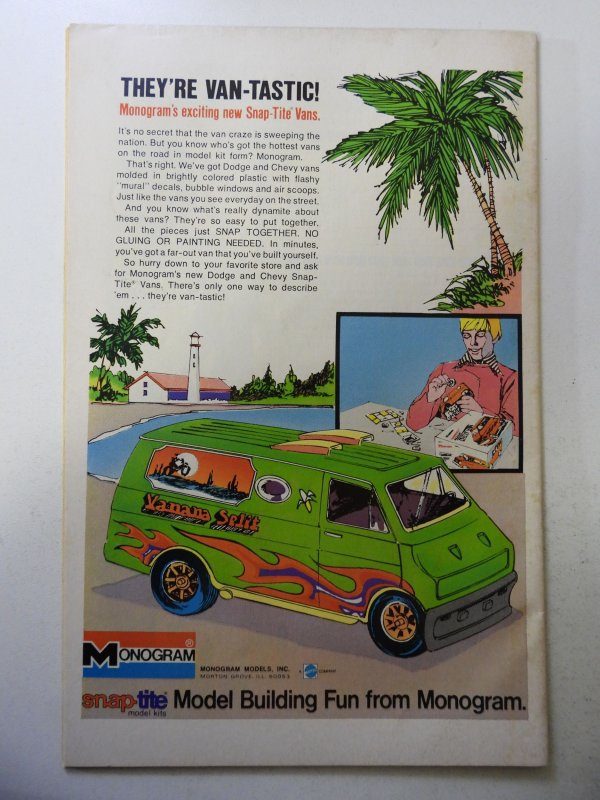 THEY'RE VAN-TASTIC!
Monogram's exciting new Snap-Tite® Vans.
It's no secret that the van craze is sweeping the
nation. But you know who's got the hottest vans
on the road in model kit form? Monogram.
That's right. We've got Dodge and Chevy vans
molded in brightly colored plastic with flashy
"mural" decals, bubble windows and air scoops.
Just like the vans you see everyday on the street.
And you know what's really dynamite about
these vans? They're so easy to put together.
All the pieces just SNAP TOGETHER. NO
GLUING OR PAINTING NEEDED. In minutes,
you've got a far-out van that you've built yourself.
So hurry down to your favorite store and ask
for Monogram's new Dodge and Chevy Snap-
Tite® Vans. There's only one way to describe
'em . . . they're van-tastic!
Vanana Split
MONOGRAM®
MONOGRAM MODELS, INC.
MORTON GROVE, ILL. 60053
A MATTEL COMPANY
snap-tite® Model Building Fun from Monogram.
model kits